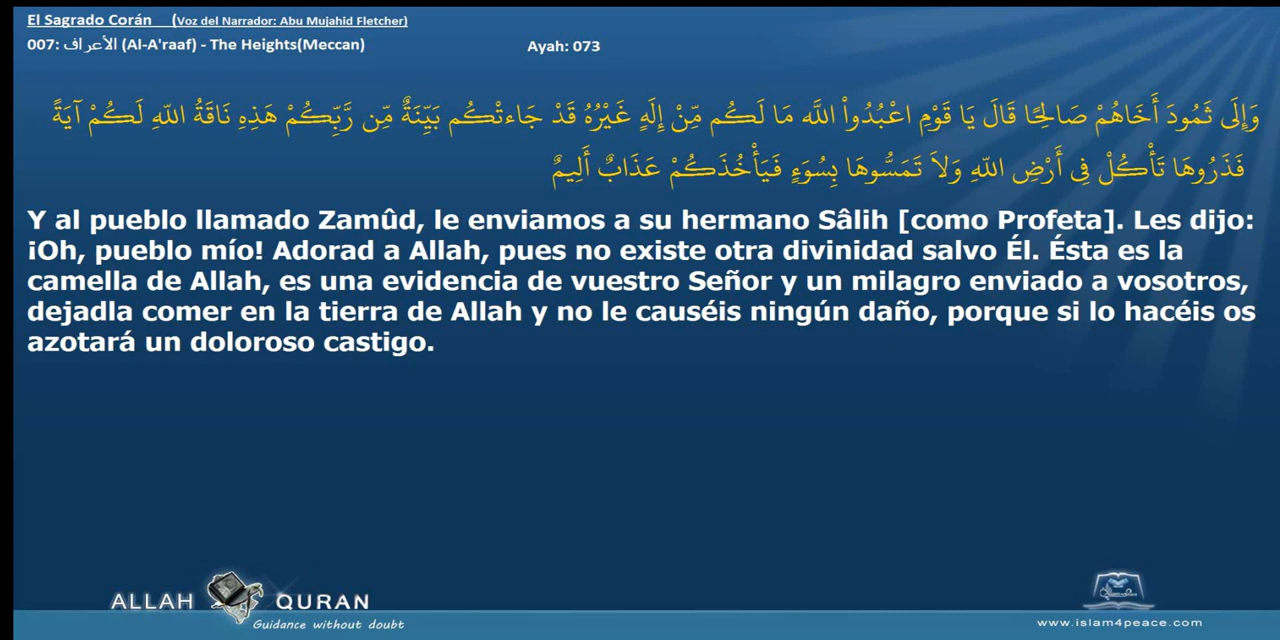 El Sagrado Corán (Voz del Narrador: Abu Mujahid Fletcher)
007: الأعراف (Al-A'raaf) - The Heights(Meccan) Ayah: 073
وَإِلَى ثَمُودَ أَخَاهُمْ صَالِحًا قَالَ يَا قَوْمِ اعْبُدُواْ اللَّهَ مَا لَكُم مِّنْ إِلَهٍ غَيْرُهُ قَدْ جَاءتْكُم بَيِّنَةٌ مِّن رَّبِّكُمْ هَذِهِ نَاقَةُ اللّهِ لَكُمْ آيَةً
فَذَرُوهَا تَأْكُلْ فِي أَرْضِ اللّهِ وَلاَ تَمَسُّوهَا بِسُوَءٍ فَيَأْخُذَكُمْ عَذَابٌ أَلِيمٌ
Y al pueblo llamado Zamûd, le enviamos a su hermano Sâlih [como Profeta]. Les dijo:
¡Oh, pueblo mío! Adorad a Allah, pues no existe otra divinidad salvo Él. Ésta es la
camella de Allah, es una evidencia de vuestro Señor y un milagro enviado a vosotros,
dejadla comer en la tierra de Allah y no le causéis ningún daño, porque si lo hacéis os
azotará un doloroso castigo.
ALLAH QURAN
Guidance without doubt
www.islam4peace.com